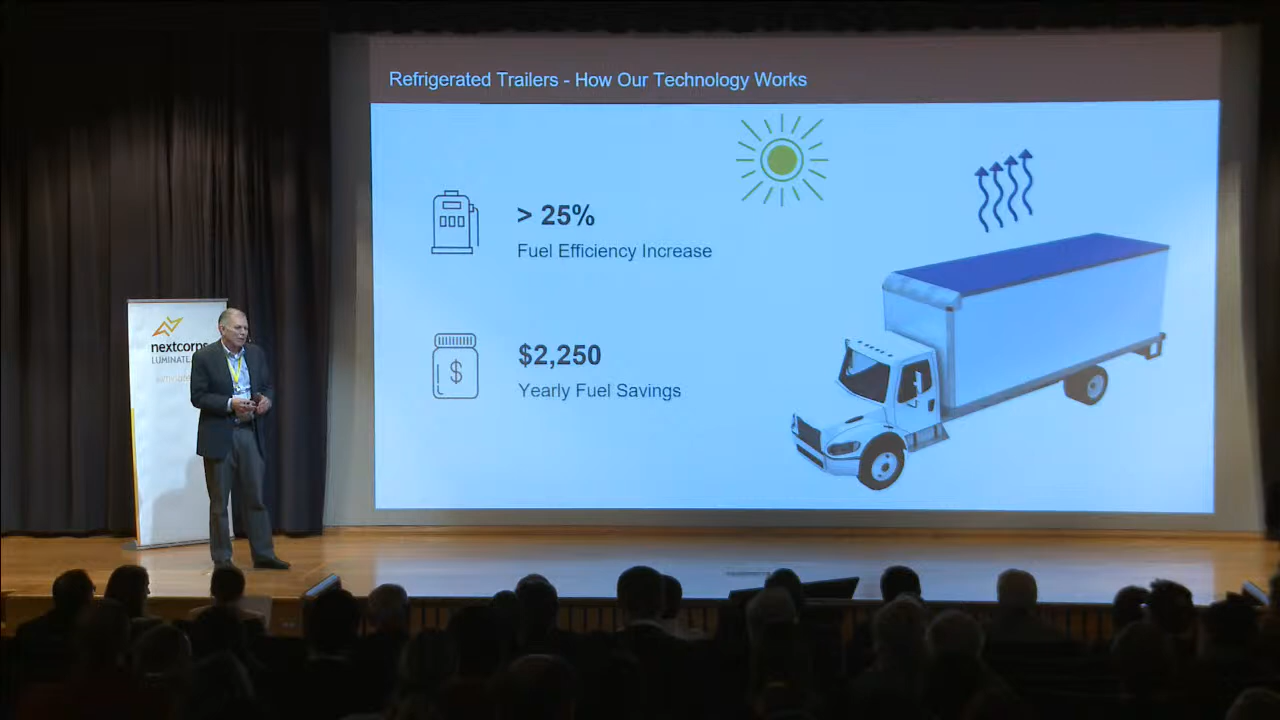 Refrigerated Trailers - How Our Technology Works
> 25%
Fuel Efficiency Increase
$
$2,250
Yearly Fuel Savings
nextcorps
LUMINATE